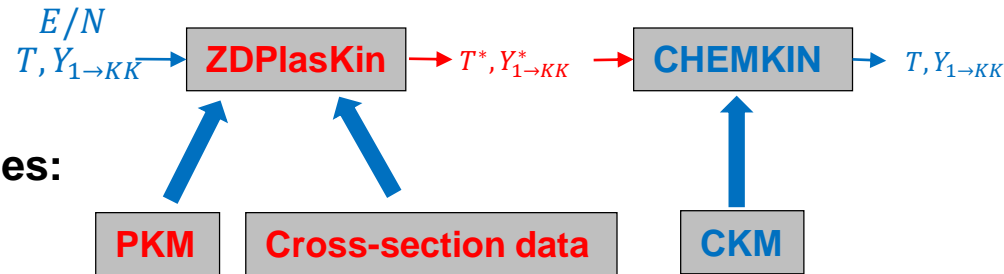 E/N
T, Y₁→KK ZDPlasKin T*, Y*₁→KK CHEMKIN T, Y₁→KK
es:
PKM Cross-section data CKM